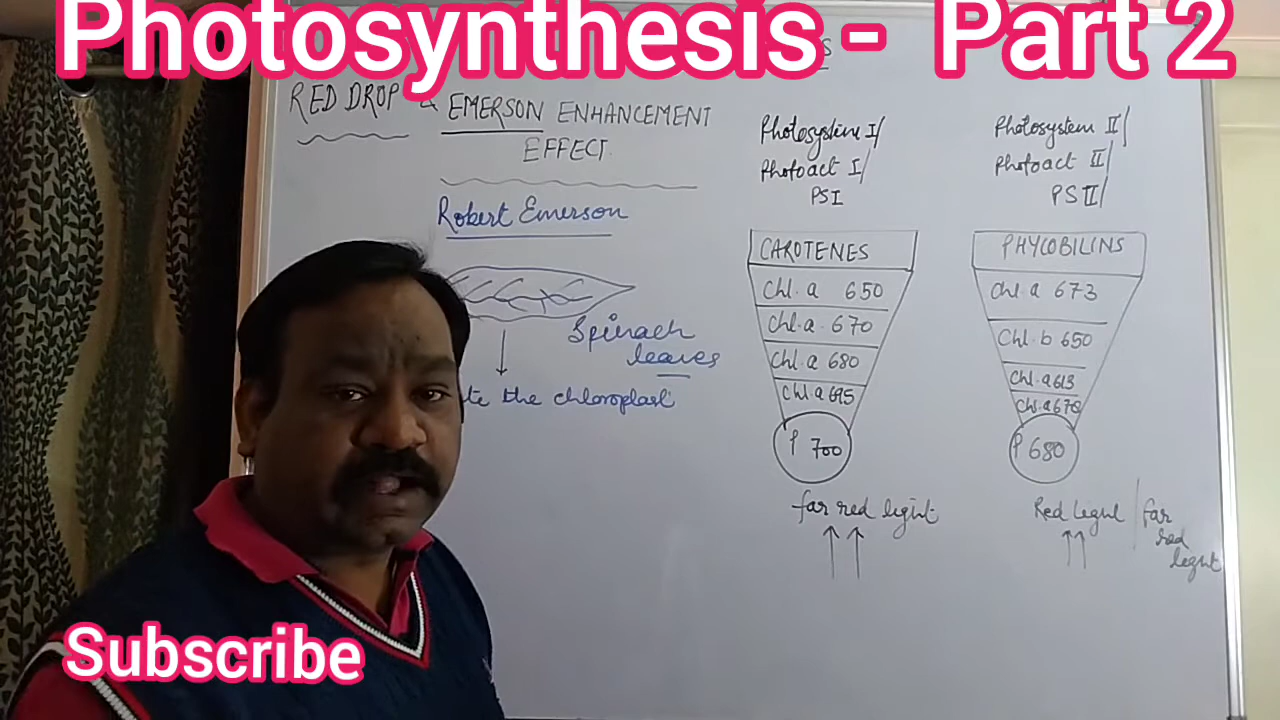 Photosynthesis - Part 2
RED DROP & EMERSON ENHANCEMENT
EFFECT.
Robert Emerson
Spinach
leaves
the chloroplast
Photosystem I/
Photoact I/
PSI
CAROTENES
Chl. a 650
Chl. a. 670
Chl. a 680
Chl a 695
P 700
far red light
Photosystem II/
Photoact II/
PS II/
PHYCOBILINS
Chl a 673
Chl. b 650
Chl. a 613
Chl. a 670
P 680
Red Light / far
red
light
Subscribe